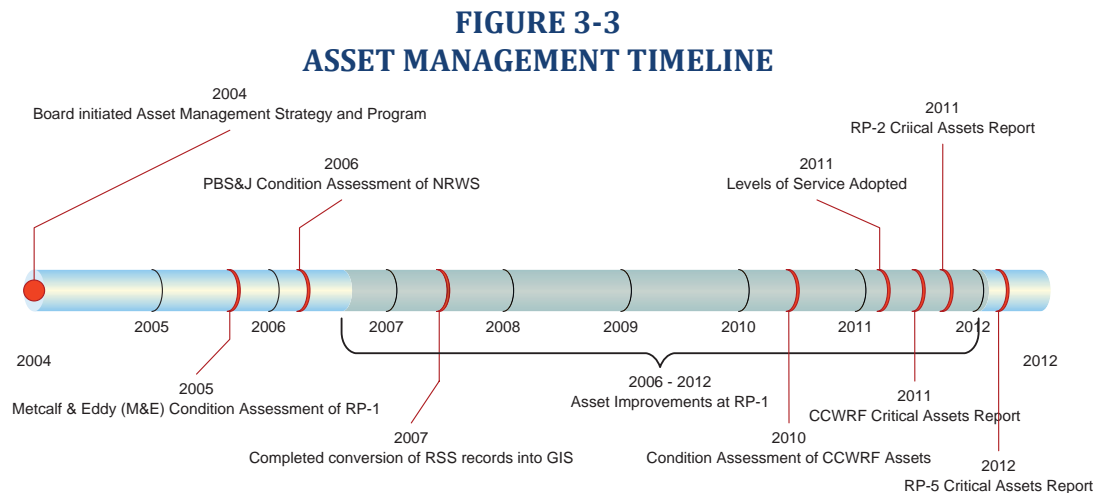 FIGURE 3-3
ASSET MANAGEMENT TIMELINE
2004
Board initiated Asset Management Strategy and Program
2011
RP-2 Criical Assets Report
2006
PBS&J Condition Assessment of NRWS
2011
Levels of Service Adopted
2005
2006
2007
2008
2009
2010
2011
2012
2004
2012
2005
Metcalf & Eddy (M&E) Condition Assessment of RP-1
2006 - 2012
Asset Improvements at RP-1
2011
CCWRF Critical Assets Report
2007
Completed conversion of RSS records into GIS
2010
Condition Assessment of CCWRF Assets
2012
RP-5 Critical Assets Report